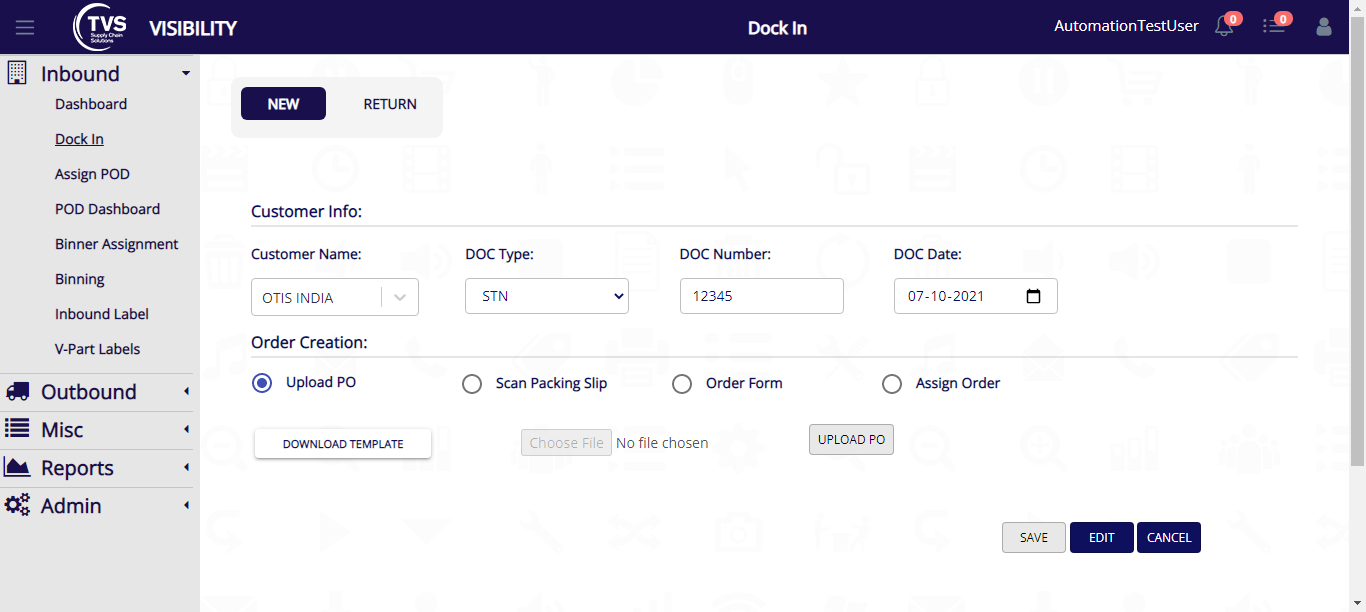 TVS
Supply Chain
Solutions
VISIBILITY
Dock In
AutomationTestUser
0
0
Inbound
Dashboard
Dock In
Assign POD
POD Dashboard
Binner Assignment
Binning
Inbound Label
V-Part Labels
Outbound
Misc
Reports
Admin
NEW RETURN
Customer Info:
Customer Name: DOC Type: DOC Number: DOC Date:
OTIS INDIA STN 12345 07-10-2021
Order Creation:
Upload PO Scan Packing Slip Order Form Assign Order
DOWNLOAD TEMPLATE Choose File No file chosen UPLOAD PO
SAVE EDIT CANCEL